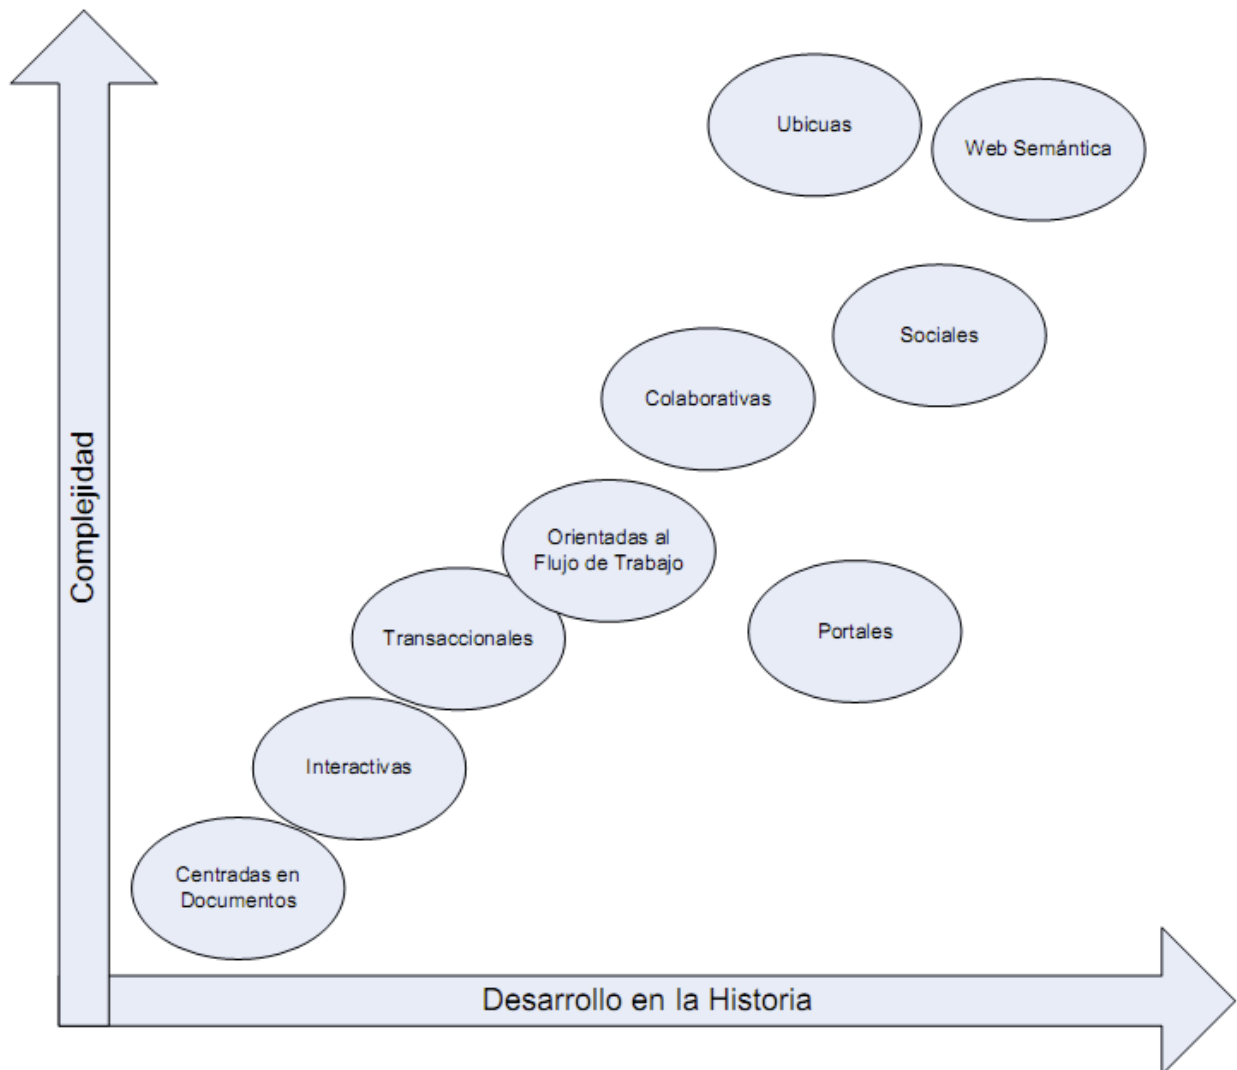 Ubicuas
Web Semántica
Sociales
Colaborativas
Complejidad
Orientadas al
Flujo de Trabajo
Transaccionales
Portales
Interactivas
Centradas en
Documentos
Desarrollo en la Historia